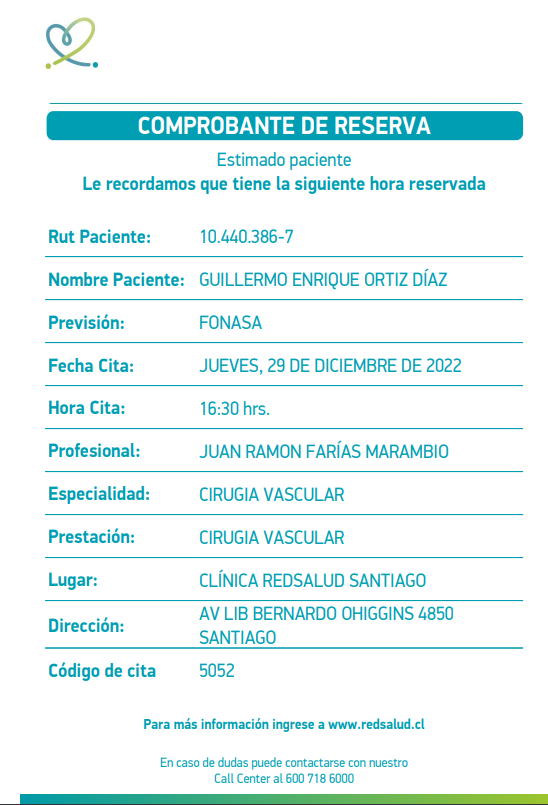 COMPROBANTE DE RESERVA
Estimado paciente
Le recordamos que tiene la siguiente hora reservada
Rut Paciente: 10.440.386-7
Nombre Paciente: GUILLERMO ENRIQUE ORTIZ DÍAZ
Previsión: FONASA
Fecha Cita: JUEVES, 29 DE DICIEMBRE DE 2022
Hora Cita: 16:30 hrs.
Profesional: JUAN RAMON FARÍAS MARAMBIO
Especialidad: CIRUGIA VASCULAR
Prestación: CIRUGIA VASCULAR
Lugar: CLÍNICA REDSALUD SANTIAGO
Dirección: AV LIB BERNARDO OHIGGINS 4850
SANTIAGO
Código de cita 5052
Para más información ingrese a www.redsalud.cl
En caso de dudas puede contactarse con nuestro
Call Center al 600 718 6000